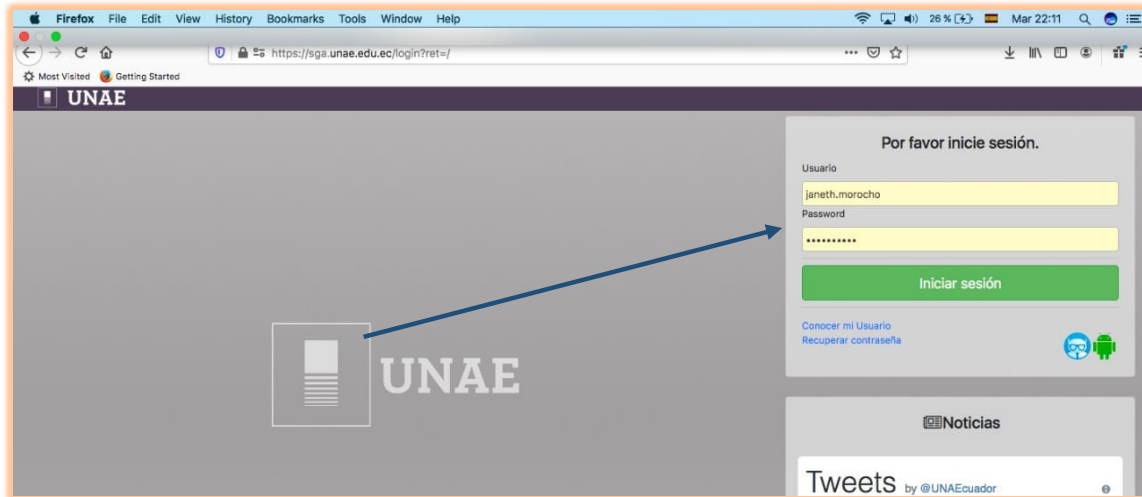 Firefox File Edit View History Bookmarks Tools Window Help 26 % Mar 22:11
https://sga.unae.edu.ec/login?ret=/
Most Visited Getting Started
UNAE
Por favor inicie sesión.
Usuario
janeth.morocho
Password
••••••••••
Iniciar sesión
Conocer mi Usuario
Recuperar contraseña
UNAE
Noticias
Tweets by @UNAEcuador